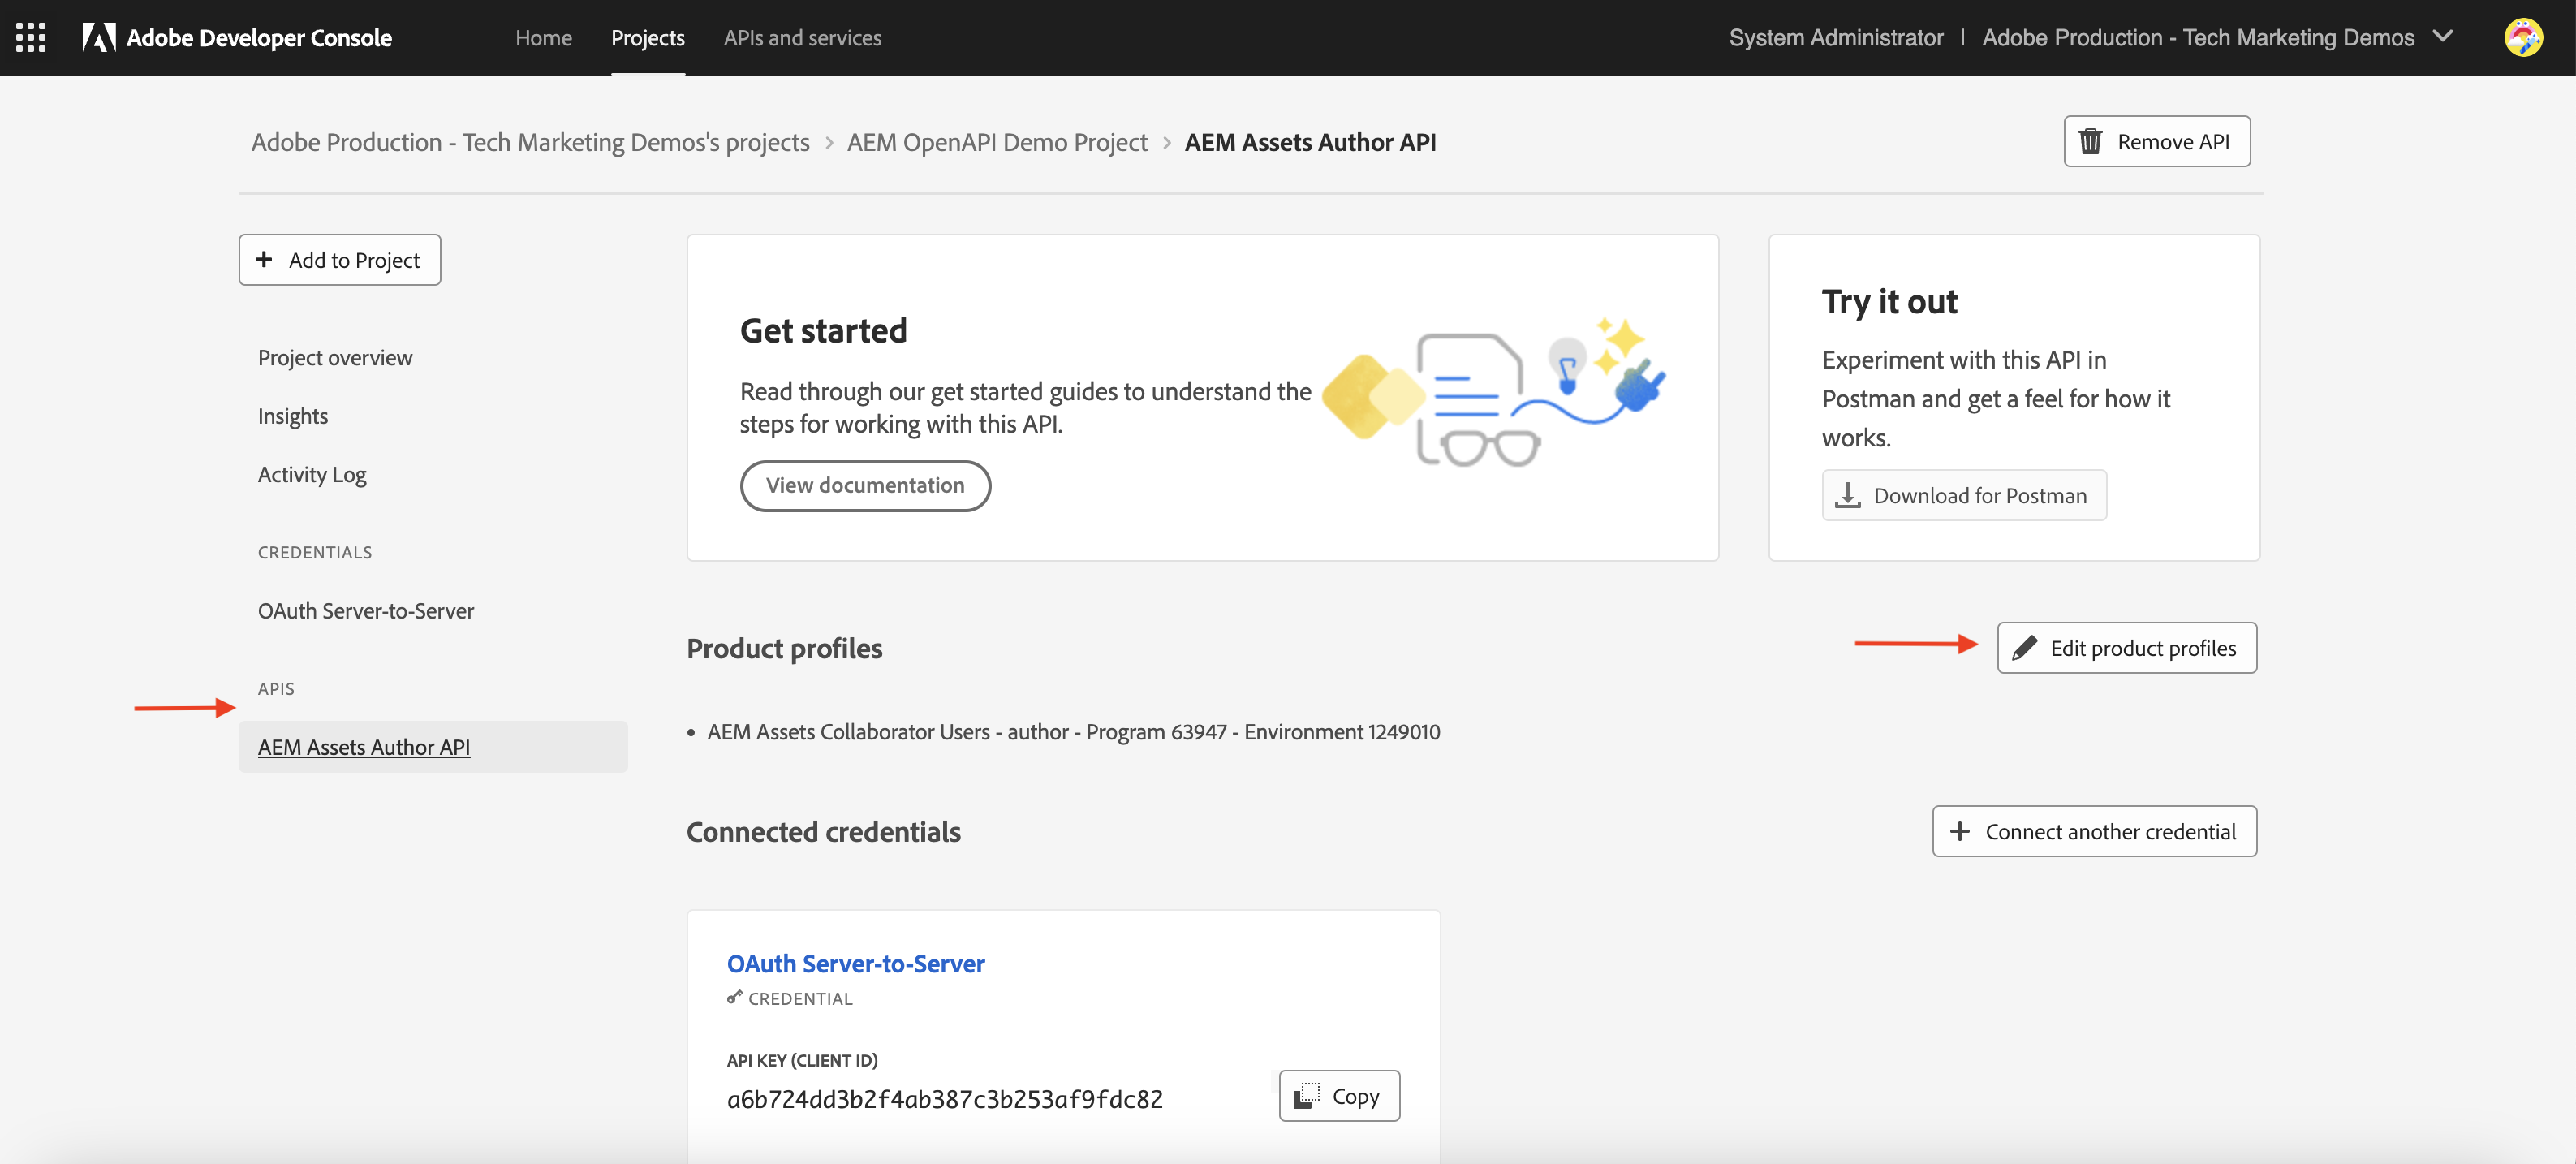 Adobe Developer Console
Home
Projects
APIs and services
System Administrator | Adobe Production - Tech Marketing Demos
Adobe Production - Tech Marketing Demos's projects > AEM OpenAPI Demo Project > AEM Assets Author API
Remove API
+ Add to Project
Project overview
Insights
Activity Log
CREDENTIALS
OAuth Server-to-Server
APIS
AEM Assets Author API
Get started
Read through our get started guides to understand the
steps for working with this API.
View documentation
Try it out
Experiment with this API in
Postman and get a feel for how it
works.
Download for Postman
Product profiles
Edit product profiles
• AEM Assets Collaborator Users - author - Program 63947 - Environment 1249010
Connected credentials
+ Connect another credential
OAuth Server-to-Server
CREDENTIAL
API KEY (CLIENT ID)
a6b724dd3b2f4ab387c3b253af9fdc82
Copy